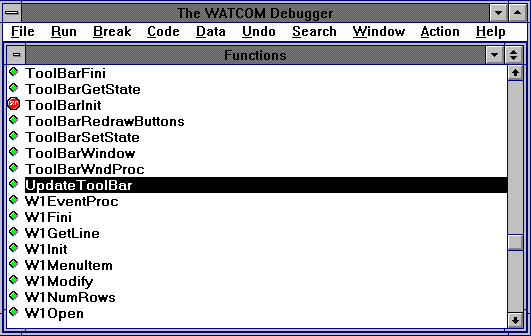 The WATCOM Debugger
File Run Break Code Data Undo Search Window Action Help
Functions
ToolBarFini
ToolBarGetState
ToolBarInit
ToolBarRedrawButtons
ToolBarSetState
ToolBarWindow
ToolBarWndProc
UpdateToolBar
W1EventProc
W1Fini
W1GetLine
W1Init
W1MenuItem
W1Modify
W1NumRows
W1Open